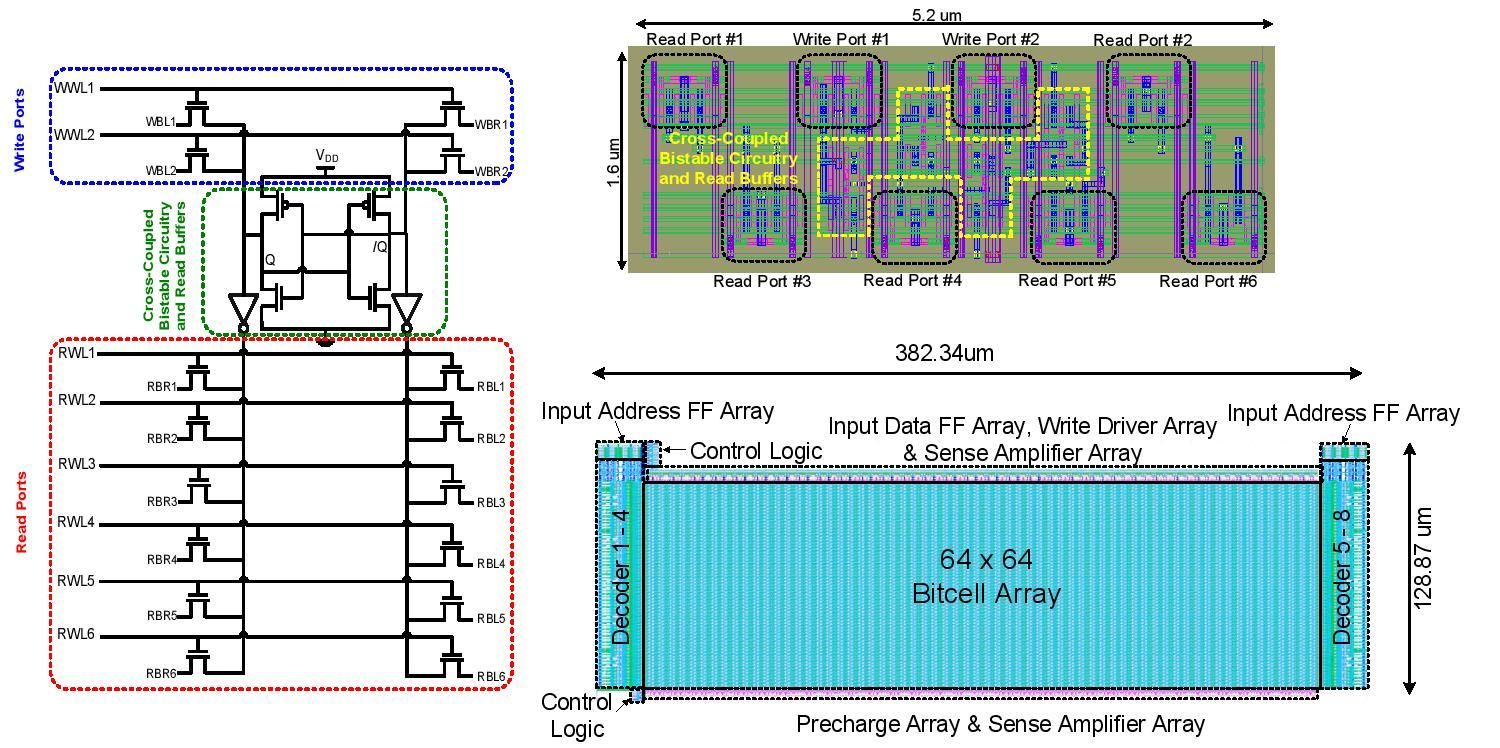 Write Ports
WWL1
WBL1
WBR1
WWL2
WBL2
WBR2
VDD
Cross-Coupled
Bistable Circuitry
and Read Buffers
Q
/Q
Read Ports
RWL1
RBR1
RBL1
RWL2
RBR2
RBL2
RWL3
RBR3
RBL3
RWL4
RBR4
RBL4
RWL5
RBR5
RBL5
RWL6
RBR6
RBL6
5.2 um
Read Port #1
Write Port #1
Write Port #2
Read Port #2
1.6 um
Cross-Coupled
Bistable Circuitry
and Read Buffers
Read Port #3
Read Port #4
Read Port #5
Read Port #6
382.34um
Input Address FF Array
Control Logic
Input Data FF Array, Write Driver Array
& Sense Amplifier Array
Input Address FF Array
Decoder 1 - 4
64 x 64
Bitcell Array
Decoder 5 - 8
128.87 um
Control
Logic
Precharge Array & Sense Amplifier Array